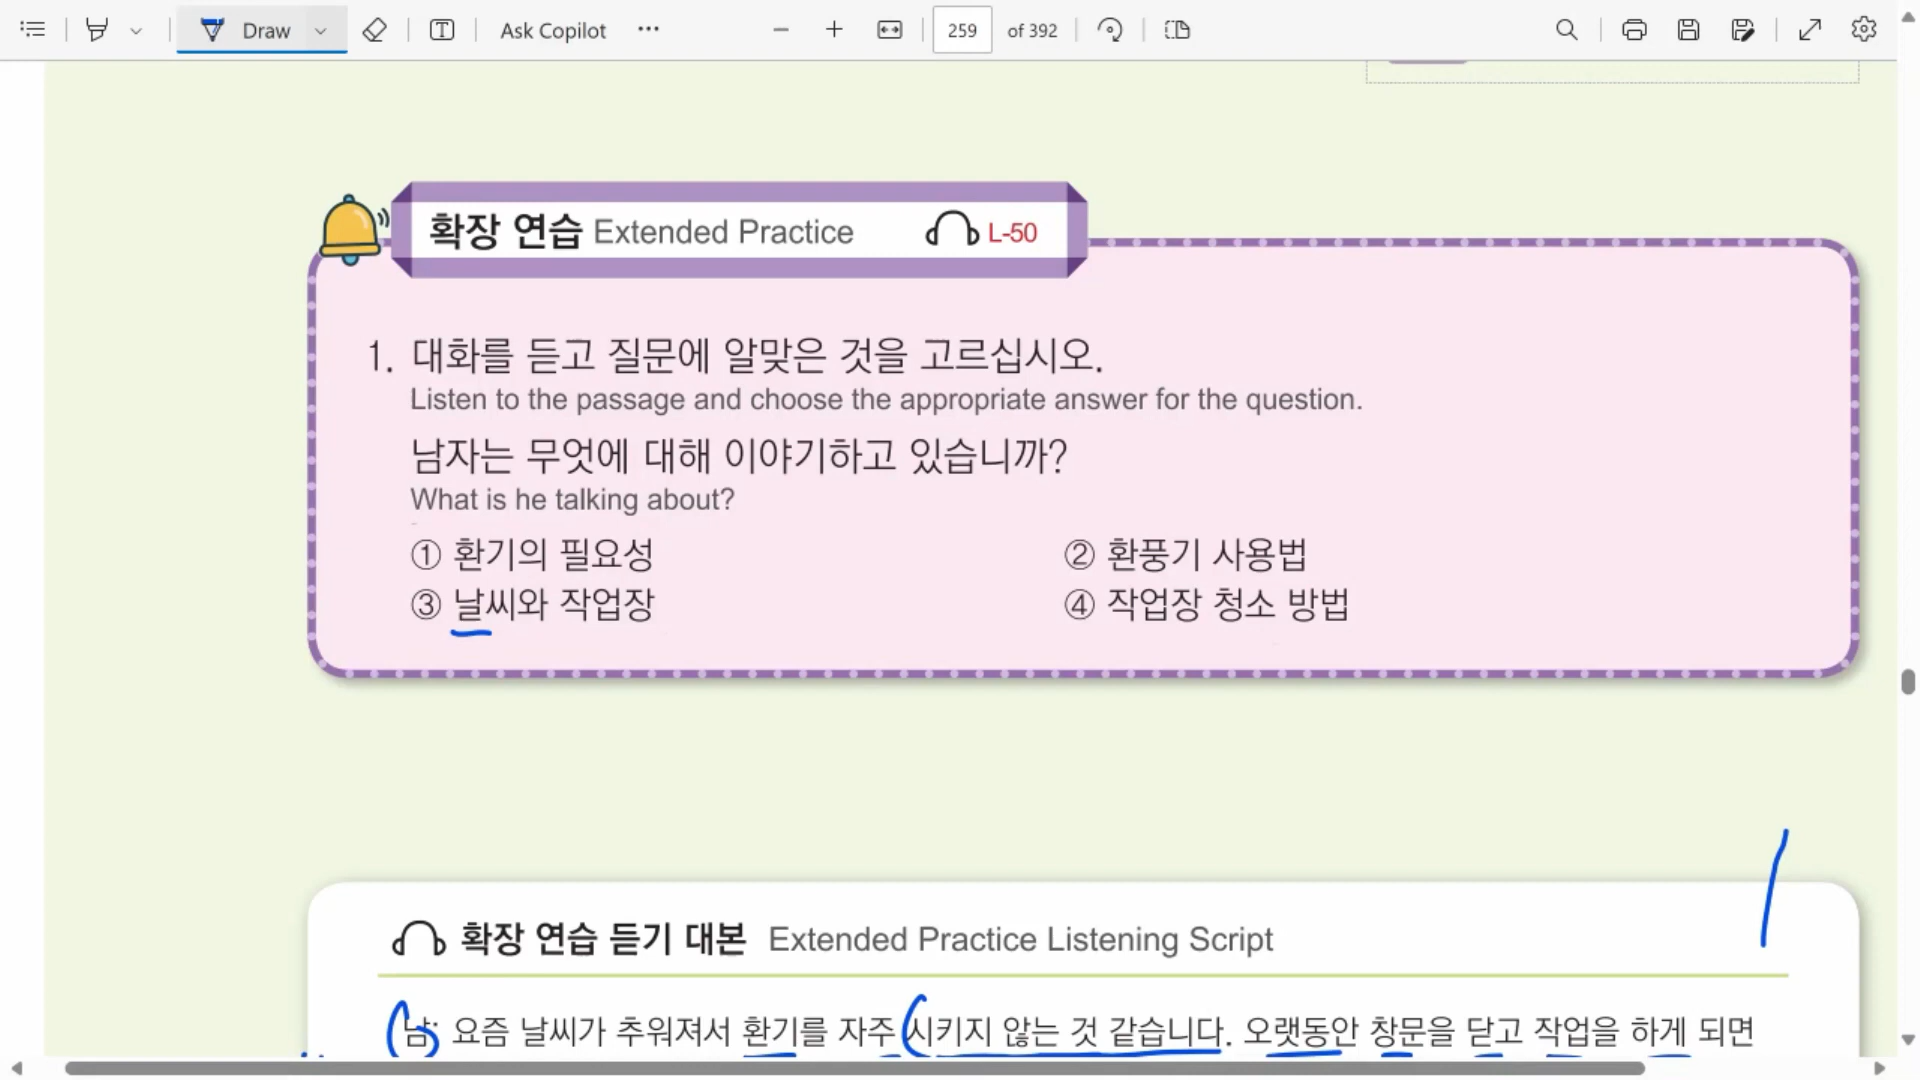 Draw
Ask Copilot
259 of 392
확장 연습 Extended Practice L-50
1. 대화를 듣고 질문에 알맞은 것을 고르십시오.
Listen to the passage and choose the appropriate answer for the question.
남자는 무엇에 대해 이야기하고 있습니까?
What is he talking about?
① 환기의 필요성 ② 환풍기 사용법
③ 날씨와 작업장 ④ 작업장 청소 방법
확장 연습 듣기 대본 Extended Practice Listening Script
남: 요즘 날씨가 추워져서 환기를 자주 시키지 않는 것 같습니다. 오랫동안 창문을 닫고 작업을 하게 되면